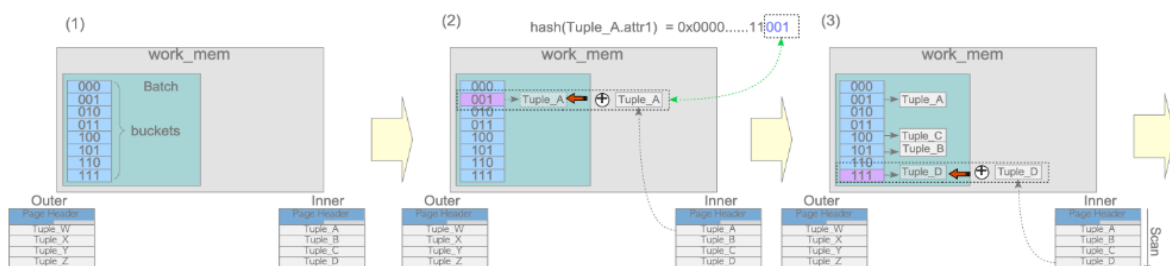 (1)
work_mem
000
001
010
011
100
101
110
111
Batch
buckets
Outer
Page Header
Tuple_W
Tuple_X
Tuple_Y
Tuple_Z
Inner
Page Header
Tuple_A
Tuple_B
Tuple_C
Tuple_D
(2)
hash(Tuple_A.attr1) = 0x0000......11001
work_mem
000
001
010
011
100
101
110
111
Tuple_A
Tuple_A
Outer
Page Header
Tuple_W
Tuple_X
Tuple_Y
Tuple_Z
Inner
Page Header
Tuple_A
Tuple_B
Tuple_C
Tuple_D
(3)
work_mem
000
001
010
011
100
101
110
111
Tuple_A
Tuple_C
Tuple_B
Tuple_D
Tuple_D
Outer
Page Header
Tuple_W
Tuple_X
Tuple_Y
Tuple_Z
Inner
Page Header
Tuple_A
Tuple_B
Tuple_C
Tuple_D
Scan